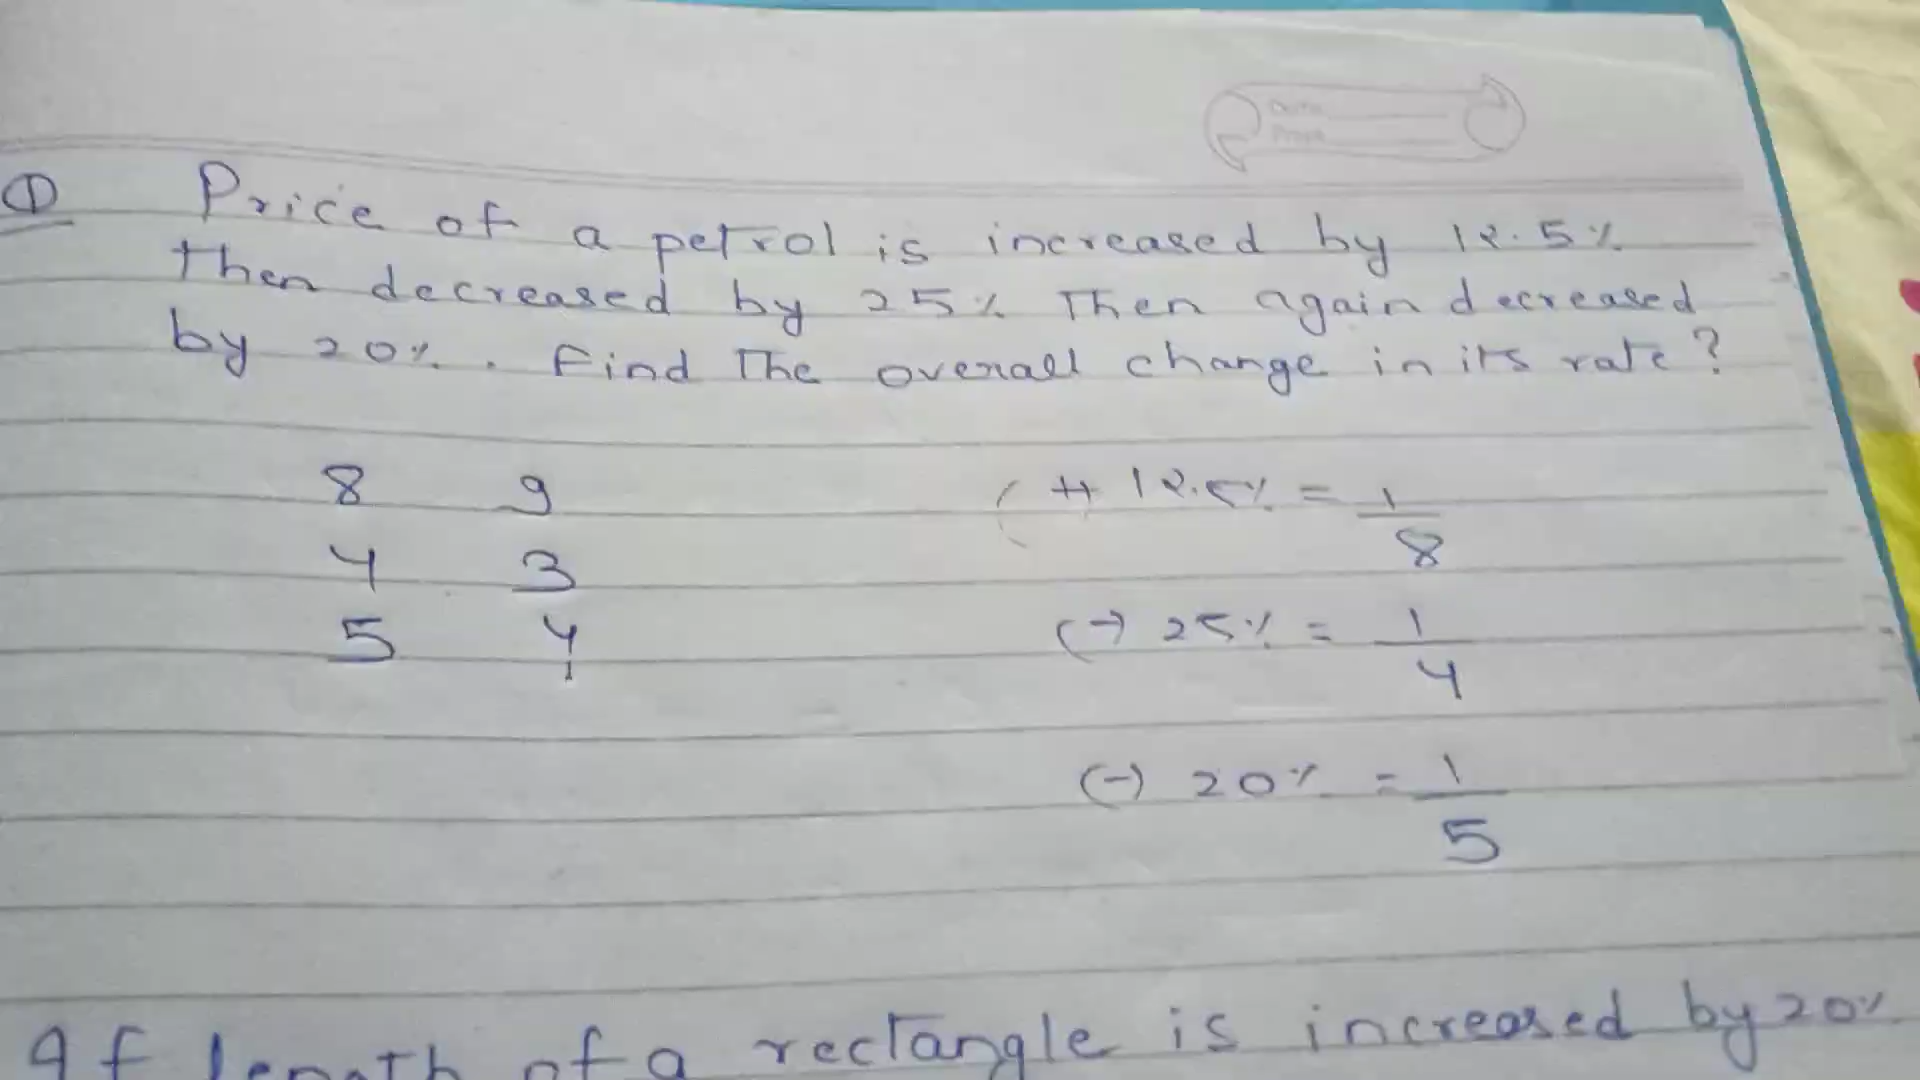 ① Price of a petrol is increased by 12.5%
then decreased by 25% Then again decreased
by 20%. Find The overall change in its rate?
8 9 (+) 12.5% = 1/8
4 3
5 4 (-) 25% = 1/4
(-) 20% = 1/5
If length of a rectangle is increased by 20%